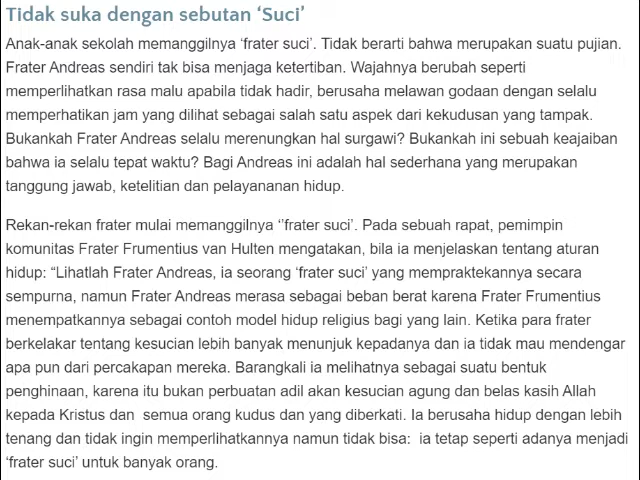 Tidak suka dengan sebutan ‘Suci’
Anak-anak sekolah memanggilnya ‘frater suci’. Tidak berarti bahwa merupakan suatu pujian.
Frater Andreas sendiri tak bisa menjaga ketertiban. Wajahnya berubah seperti
memperlihatkan rasa malu apabila tidak hadir, berusaha melawan godaan dengan selalu
memperhatikan jam yang dilihat sebagai salah satu aspek dari kekudusan yang tampak.
Bukankah Frater Andreas selalu merenungkan hal surgawi? Bukankah ini sebuah keajaiban
bahwa ia selalu tepat waktu? Bagi Andreas ini adalah hal sederhana yang merupakan
tanggung jawab, ketelitian dan pelayananan hidup.
Rekan-rekan frater mulai memanggilnya ‘’frater suci’. Pada sebuah rapat, pemimpin
komunitas Frater Frumentius van Hulten mengatakan, bila ia menjelaskan tentang aturan
hidup: “Lihatlah Frater Andreas, ia seorang ‘frater suci’ yang mempraktekannya secara
sempurna, namun Frater Andreas merasa sebagai beban berat karena Frater Frumentius
menempatkannya sebagai contoh model hidup religius bagi yang lain. Ketika para frater
berkelakar tentang kesucian lebih banyak menunjuk kepadanya dan ia tidak mau mendengar
apa pun dari percakapan mereka. Barangkali ia melihatnya sebagai suatu bentuk
penghinaan, karena itu bukan perbuatan adil akan kesucian agung dan belas kasih Allah
kepada Kristus dan  semua orang kudus dan yang diberkati. Ia berusaha hidup dengan lebih
tenang dan tidak ingin memperlihatkannya namun tidak bisa:  ia tetap seperti adanya menjadi
‘frater suci’ untuk banyak orang.